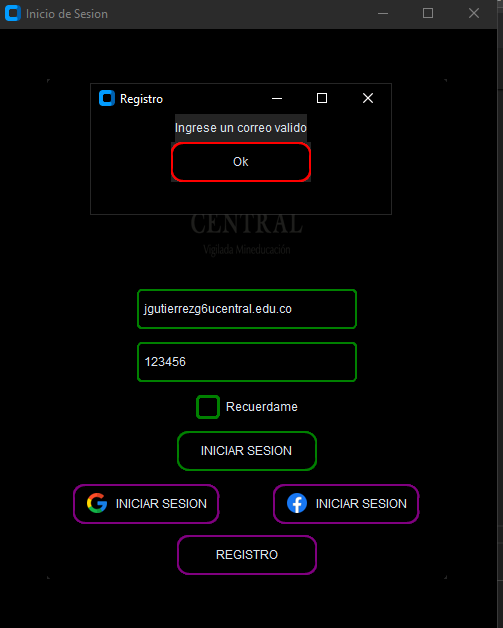 Inicio de Sesion
Registro
Ingrese un correo valido
Ok
CENTRAL
Vigilada Mineducación
jgutierrezg6ucentral.edu.co
123456
Recuerdame
INICIAR SESION
INICIAR SESION
INICIAR SESION
REGISTRO